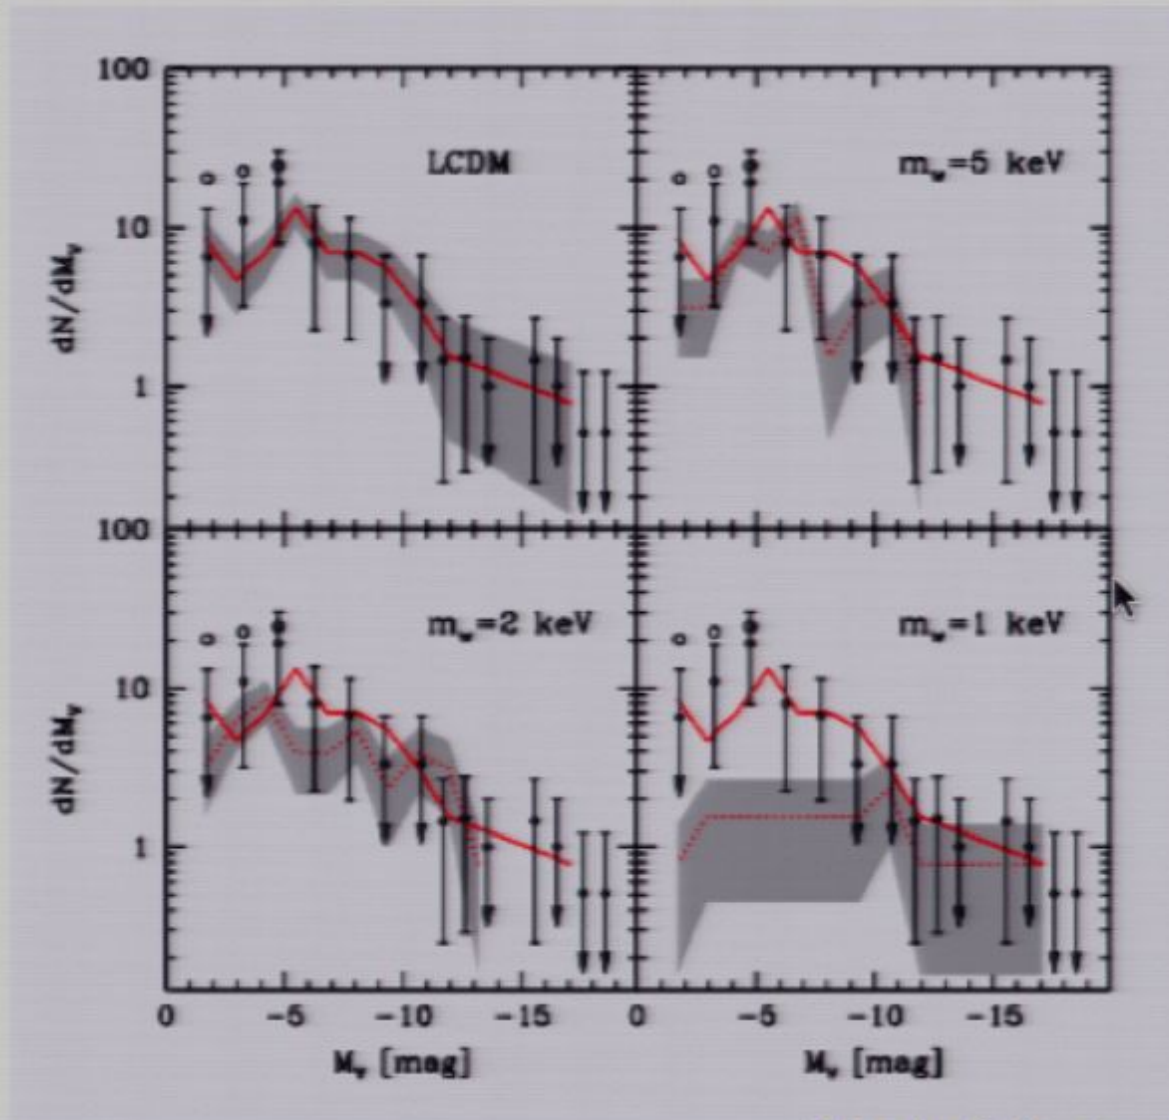 100
LCDM
m_w=5 keV
10
dN/dM_v
1
100
m_w=2 keV
m_w=1 keV
10
dN/dM_v
1
0 -5 -10 -15 0 -5 -10 -15
M_v [mag] M_v [mag]